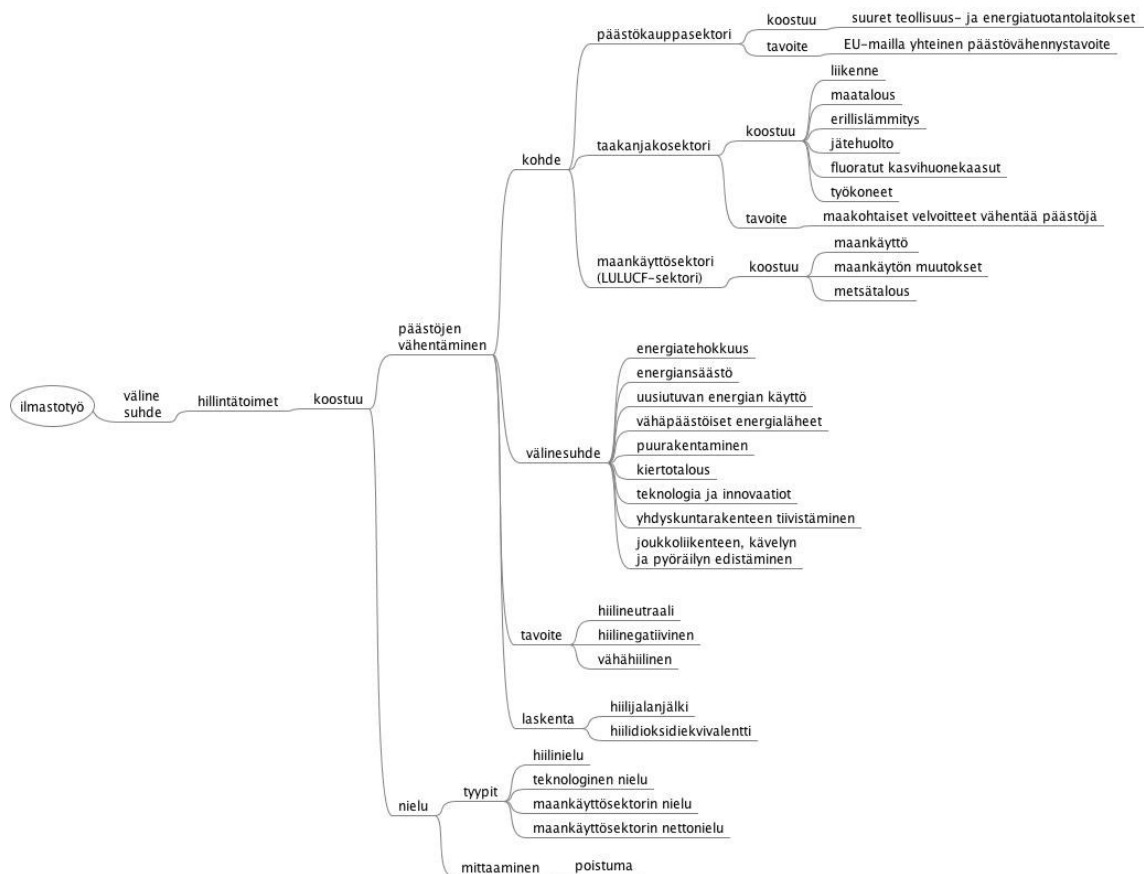 ilmastotyö
väline
suhde
hillintätoimet
koostuu
päästöjen
vähentäminen
kohde
päästökauppasektori
koostuu
suuret teollisuus- ja energiatuotantolaitokset
tavoite
EU-mailla yhteinen päästövähennystavoite
taakanjakosektori
koostuu
liikenne
maatalous
erillislämmitys
jätehuolto
fluoratut kasvihuonekaasut
työkoneet
tavoite
maakohtaiset velvoitteet vähentää päästöjä
maankäyttösektori
(LULUCF-sektori)
koostuu
maankäyttö
maankäytön muutokset
metsätalous
välinesuhde
energiatehokkuus
energiansäästö
uusiutuvan energian käyttö
vähäpäästöiset energialäheet
puurakentaminen
kiertotalous
teknologia ja innovaatiot
yhdyskuntarakenteen tiivistäminen
joukkoliikenteen, kävelyn
ja pyöräilyn edistäminen
tavoite
hiilineutraali
hiilinegatiivinen
vähähiilinen
laskenta
hiilijalanjälki
hiilidioksidiekvivalentti
nielu
tyypit
hiilinielu
teknologinen nielu
maankäyttösektorin nielu
maankäyttösektorin nettonielu
mittaaminen
poistuma